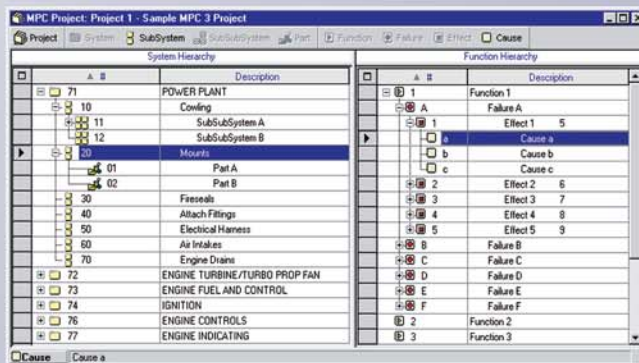 MPC Project: Project 1 - Sample MPC 3 Project
Project System SubSystem SubSubSystem Part Function Failure Effect Cause
System Hierarchy
# Description
71 POWER PLANT
10 Cowling
11 SubSubSystem A
12 SubSubSystem B
20 Mounts
01 Part A
02 Part B
30 Fireseals
40 Attach Fittings
50 Electrical Harness
60 Air Intakes
70 Engine Drains
72 ENGINE TURBINE/TURBO PROP FAN
73 ENGINE FUEL AND CONTROL
74 IGNITION
76 ENGINE CONTROLS
77 ENGINE INDICATING
Function Hierarchy
# Description
1 Function 1
A Failure A
1 Effect 1 5
a Cause a
b Cause b
c Cause c
2 Effect 2 6
3 Effect 3 7
4 Effect 4 8
5 Effect 5 9
B Failure B
C Failure C
D Failure D
E Failure E
F Failure F
2 Function 2
3 Function 3
Cause Cause a